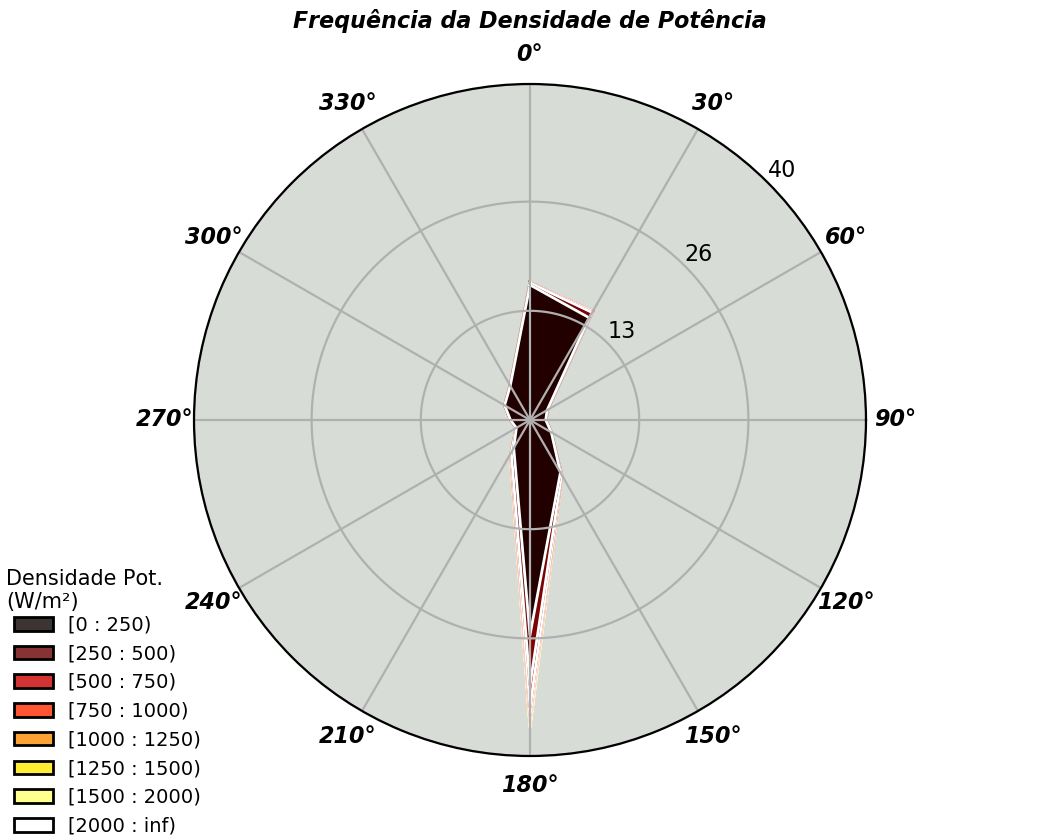 Frequência da Densidade de Potência
0°
330°
30°
40
300°
60°
26
13
270°
90°
240°
120°
210°
150°
180°
Densidade Pot.
(W/m²)
[0 : 250)
[250 : 500)
[500 : 750)
[750 : 1000)
[1000 : 1250)
[1250 : 1500)
[1500 : 2000)
[2000 : inf)